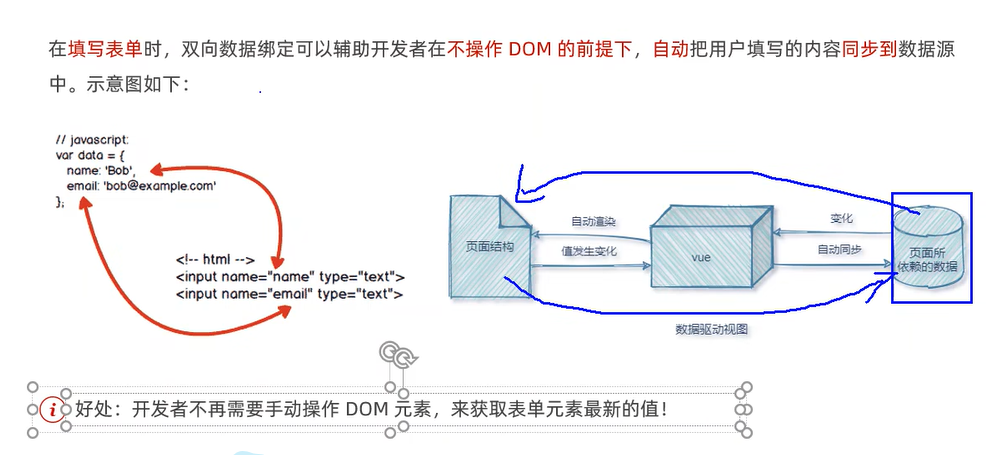 在填写表单时，双向数据绑定可以辅助开发者在不操作 DOM 的前提下，自动把用户填写的内容同步到数据源
中。示意图如下：
// javascript:
var data = {
name: 'Bob',
email: 'bob@example.com'
};
<!-- html -->
<input name="name" type="text">
<input name="email" type="text">
页面结构
自动渲染
值发生变化
vue
变化
自动同步
页面所
依赖的数据
数据驱动视图
i 好处：开发者不再需要手动操作 DOM 元素，来获取表单元素最新的值！